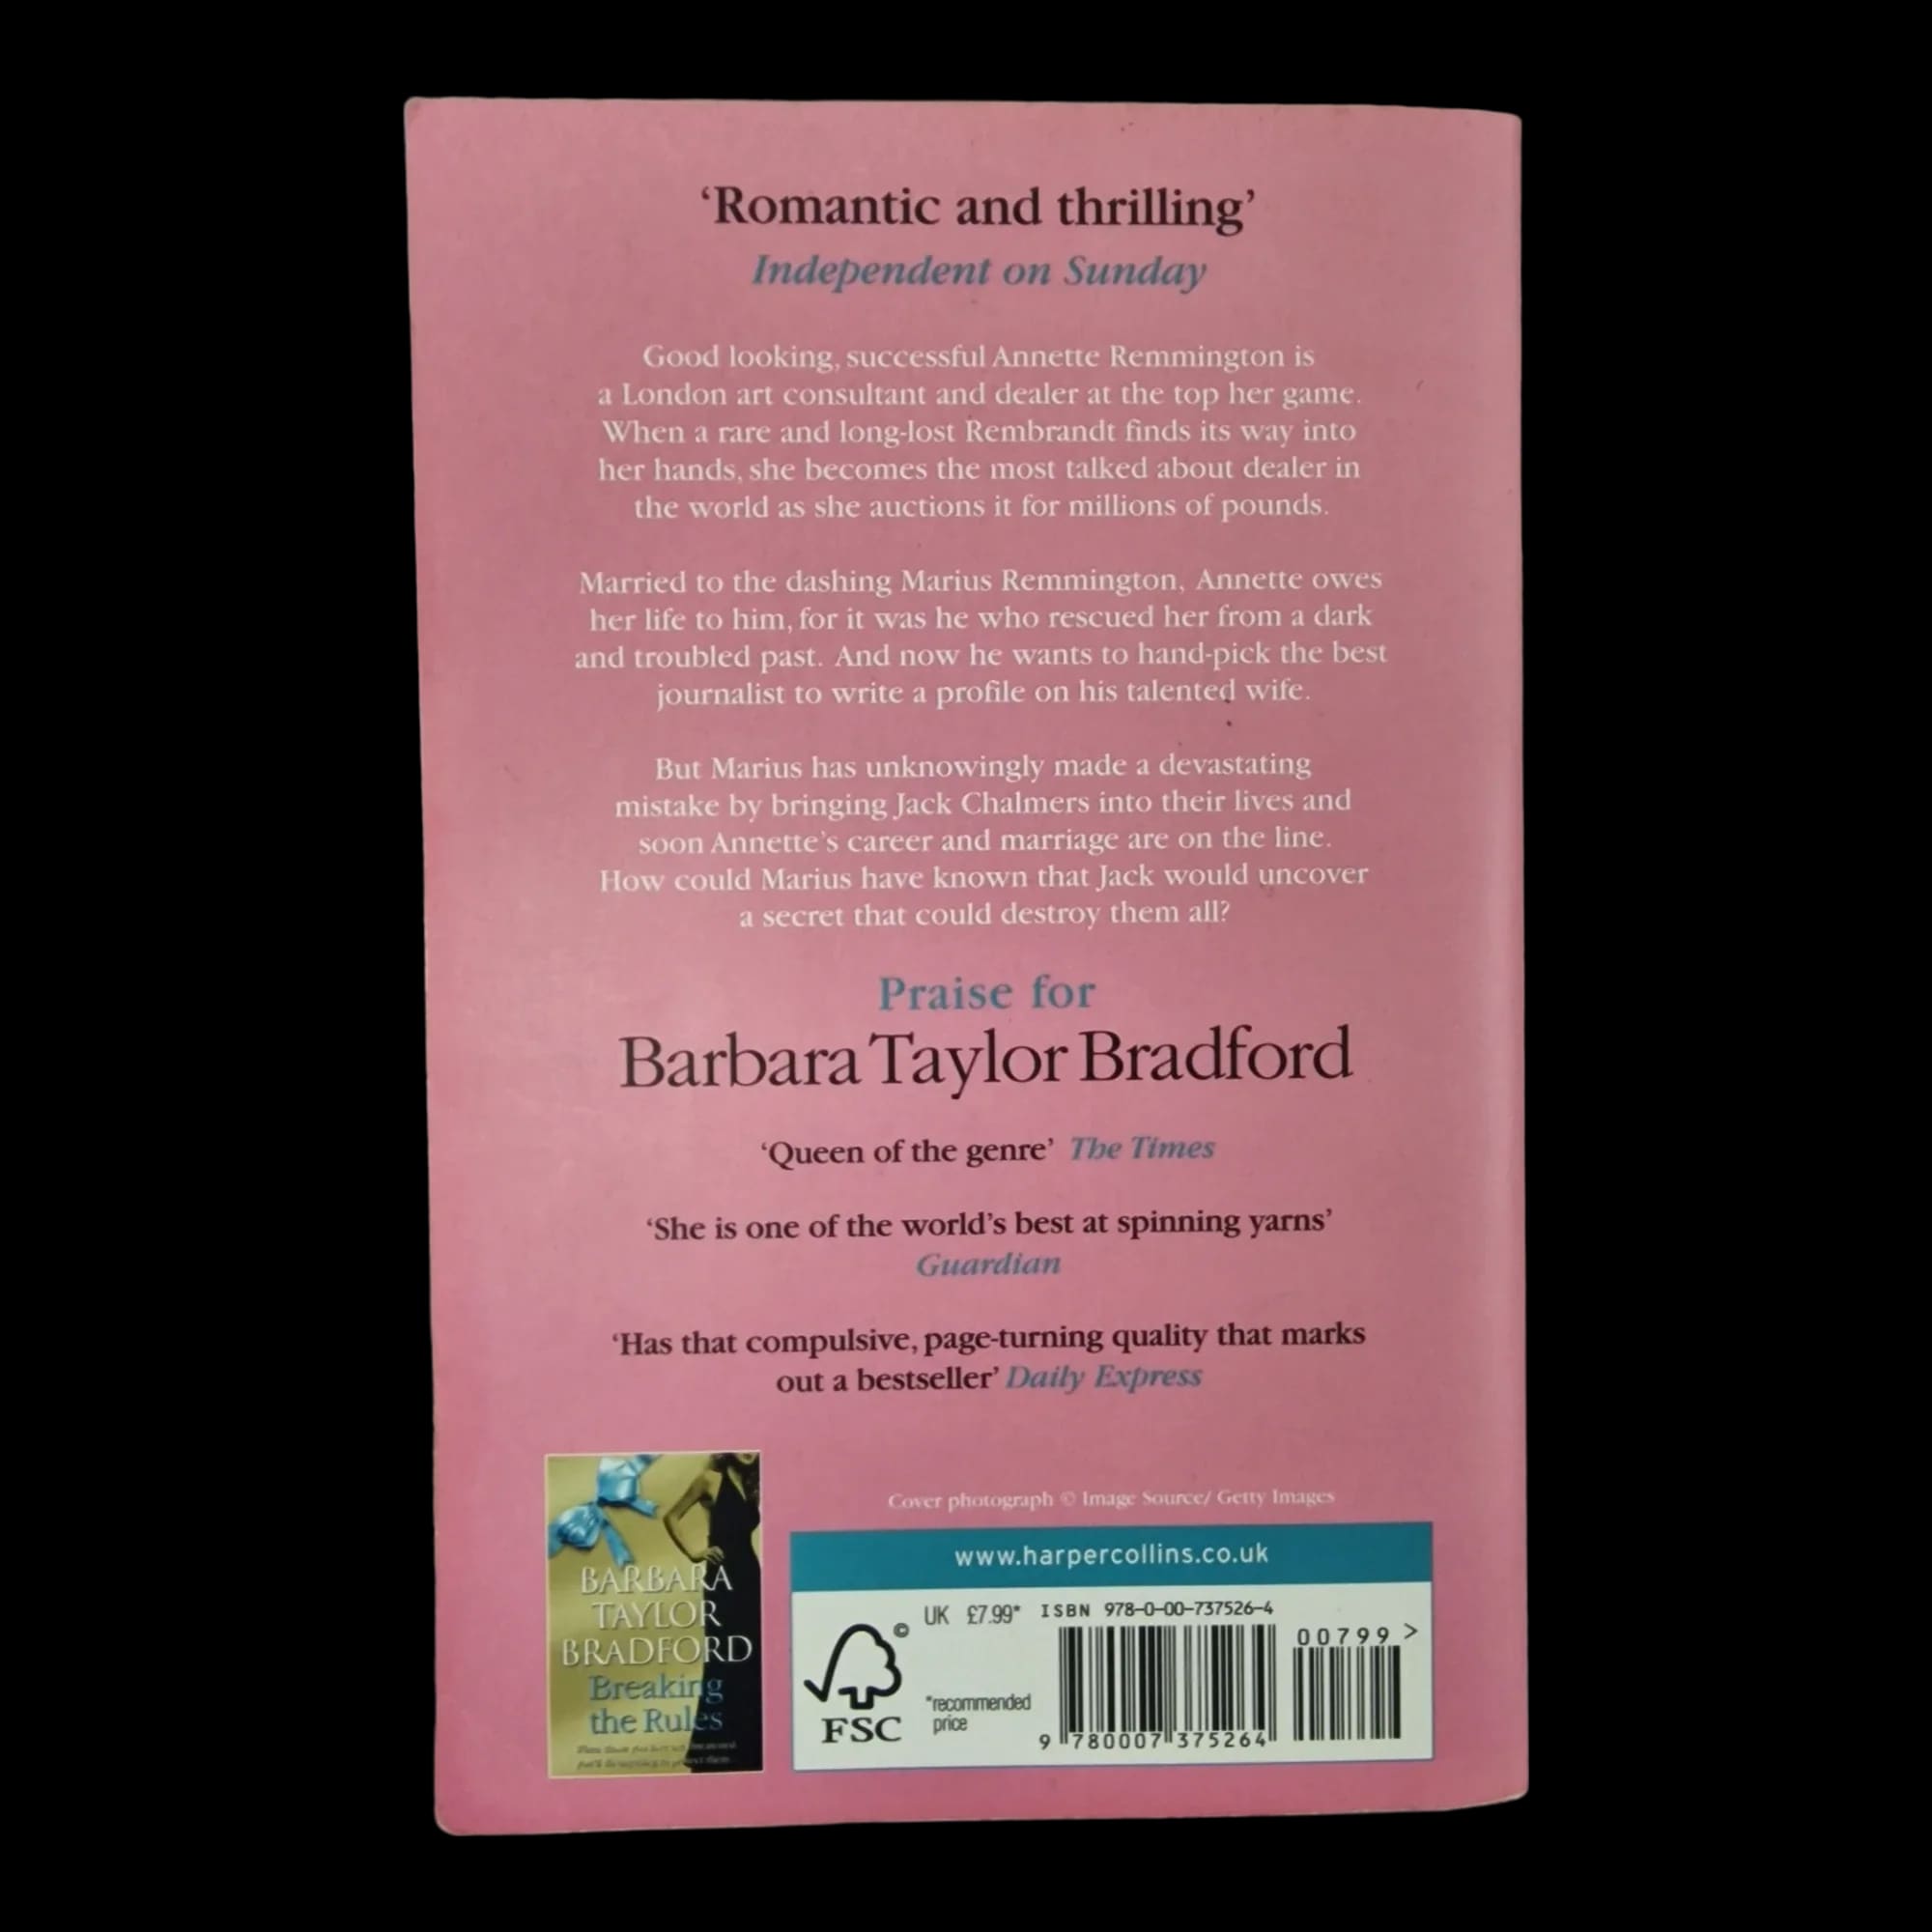 ‘Romantic and thrilling’
Independent on Sunday
Good looking, successful Annette Remmington is
a London art consultant and dealer at the top her game.
When a rare and long-lost Rembrandt finds its way into
her hands, she becomes the most talked about dealer in
the world as she auctions it for millions of pounds.
Married to the dashing Marius Remmington, Annette owes
her life to him, for it was he who rescued her from a dark
and troubled past. And now he wants to hand-pick the best
journalist to write a profile on his talented wife.
But Marius has unknowingly made a devastating
mistake by bringing Jack Chalmers into their lives and
soon Annette’s career and marriage are on the line.
How could Marius have known that Jack would uncover
a secret that could destroy them all?
Praise for
Barbara Taylor Bradford
‘Queen of the genre’ The Times
‘She is one of the world’s best at spinning yarns’
Guardian
‘Has that compulsive, page-turning quality that marks
out a bestseller’ Daily Express
BARBARA
TAYLOR
BRADFORD
Breaking
the Rules
Cover photograph © Image Source/ Getty Images
www.harpercollins.co.uk
UK £7.99* ISBN 978-0-00-737526-4
00799 >
©
FSC
*recommended
price
9 780007 375264